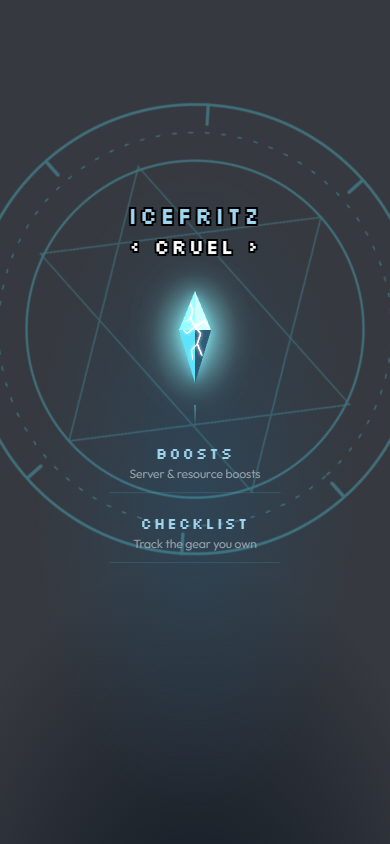 ICEFRITZ
‹ CRUEL ›
BOOSTS
Server & resource boosts
CHECKLIST
Track the gear you own